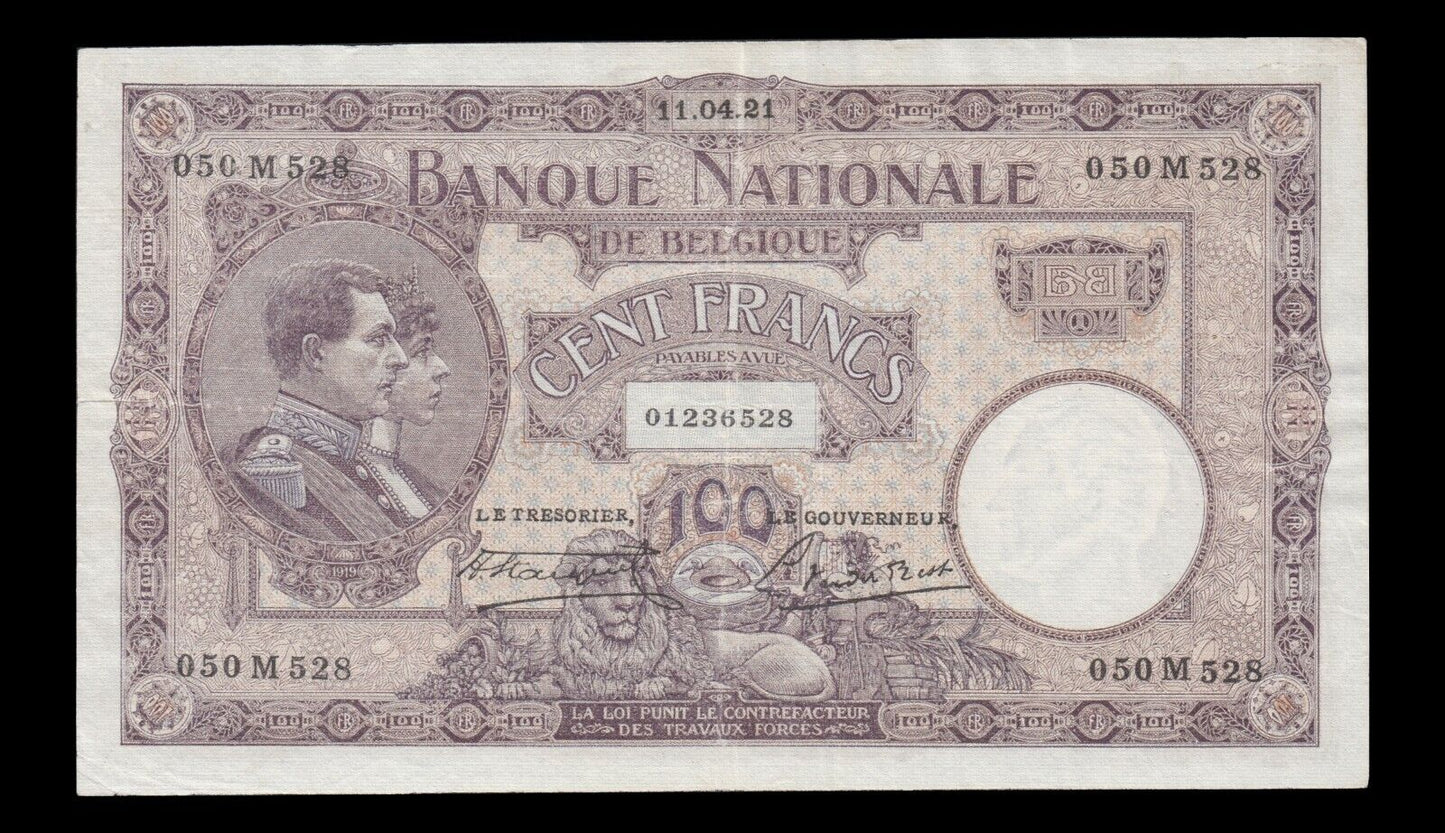 11.04.21
050 M 528
050 M 528
BANQUE NATIONALE
DE BELGIQUE
CENT FRANCS
PAYABLES A VUE
01236528
100
LE TRESORIER,
LE GOUVERNEUR,
1919
050 M 528
050 M 528
LA LOI PUNIT LE CONTREFACTEUR
DES TRAVAUX FORCÉS